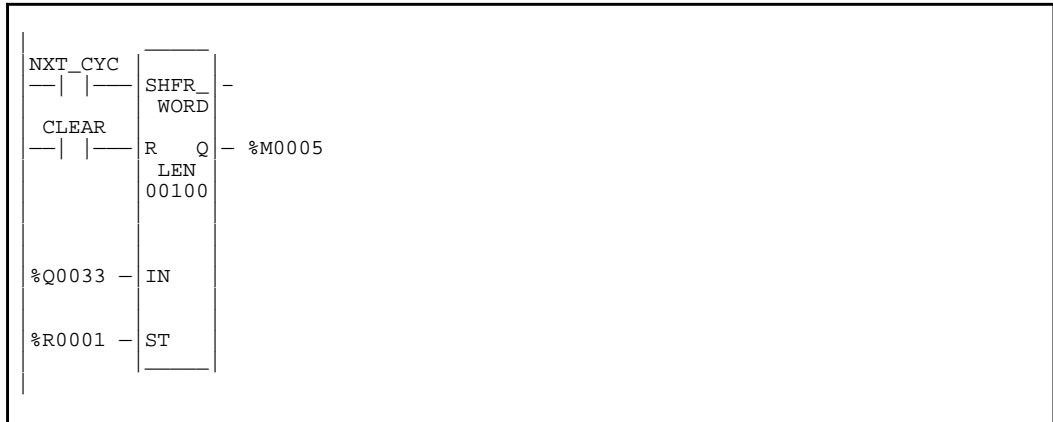 NXT_CYC
SHFR_
WORD
CLEAR
R Q %M0005
LEN
00100
%Q0033 IN
%R0001 ST